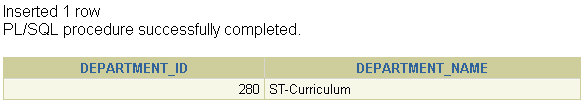 Inserted 1 row
PL/SQL procedure successfully completed.
DEPARTMENT_ID DEPARTMENT_NAME
280 ST-Curriculum